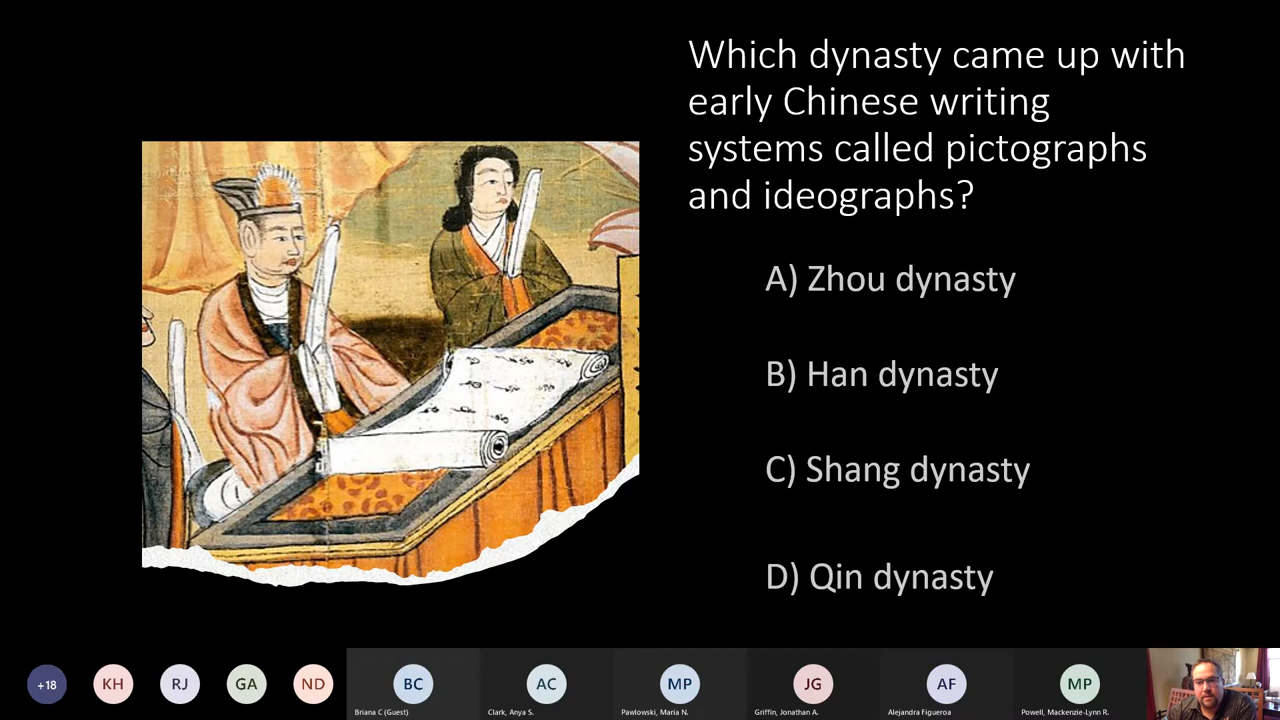 Which dynasty came up with
early Chinese writing
systems called pictographs
and ideographs?
A) Zhou dynasty
B) Han dynasty
C) Shang dynasty
D) Qin dynasty
+18
KH
RJ
GA
ND
BC
AC
MP
JG
AF
MP
Briana C (Guest)
Clark, Anya S.
Pawlowski, Maria N.
Griffin, Jonathan A.
Alejandra Figueroa
Powell, Mackenzie-Lynn R.